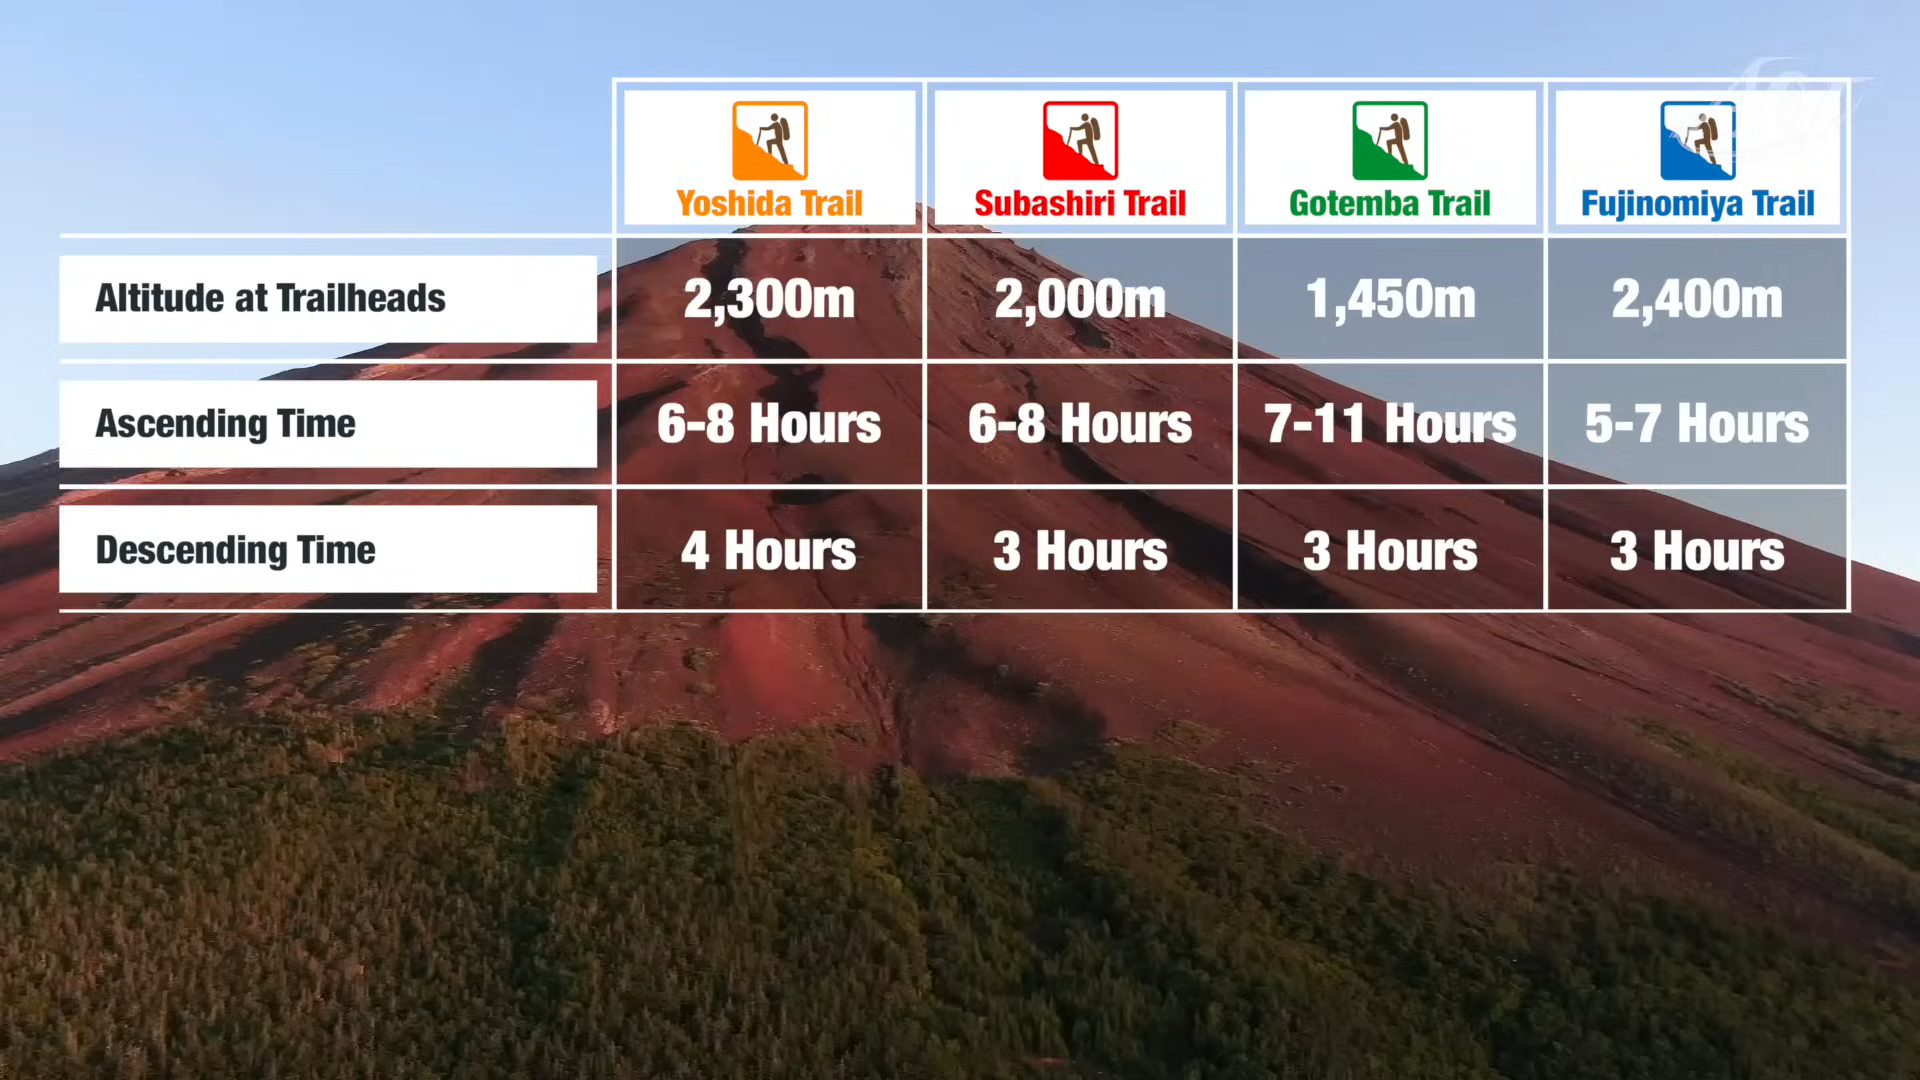 Yoshida Trail Subashiri Trail Gotemba Trail Fujinomiya Trail
Altitude at Trailheads 2,300m 2,000m 1,450m 2,400m
Ascending Time 6-8 Hours 6-8 Hours 7-11 Hours 5-7 Hours
Descending Time 4 Hours 3 Hours 3 Hours 3 Hours